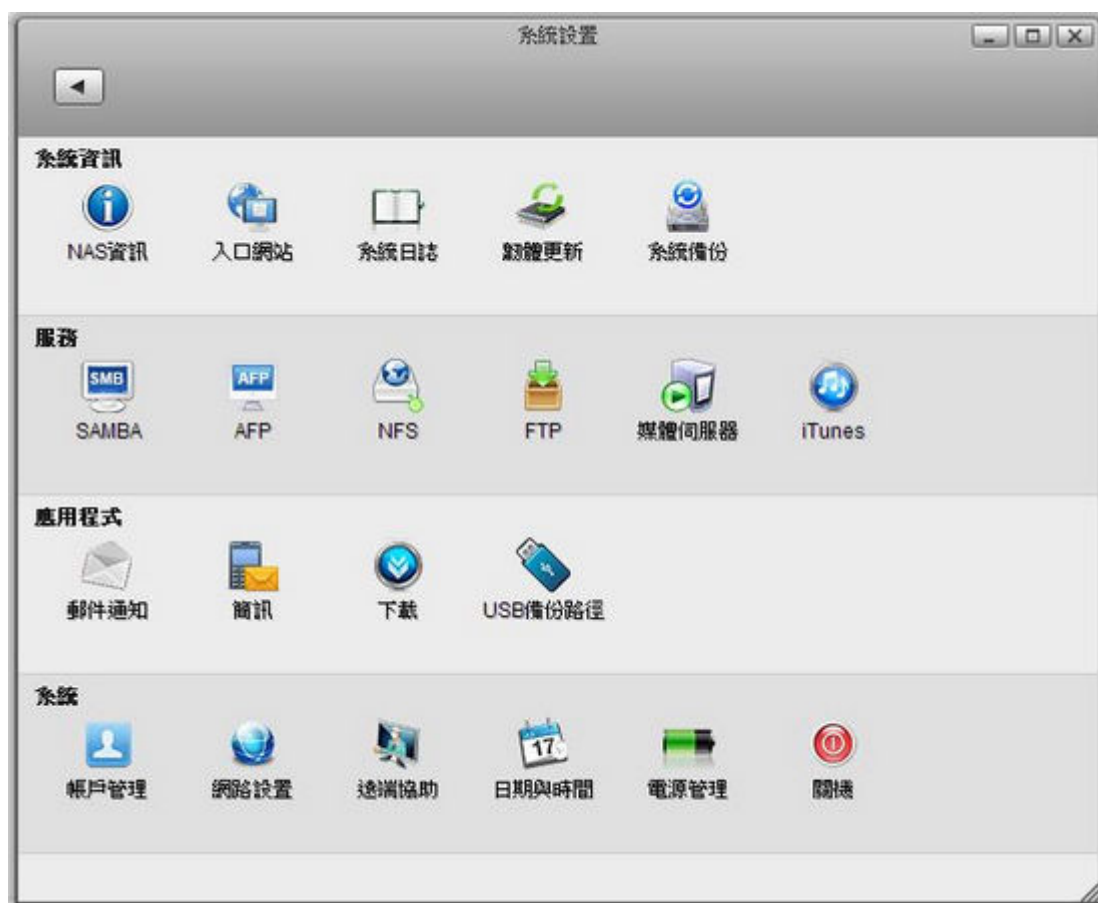 系統設置
系統資訊
NAS資訊 入口網站 系統日誌 韌體更新 系統備份
服務
SMB AFP
SAMBA AFP NFS FTP 媒體伺服器 iTunes
應用程式
郵件通知 簡訊 下載 USB備份路徑
系統
17
帳戶管理 網路設置 遠端協助 日期與時間 電源管理 關機